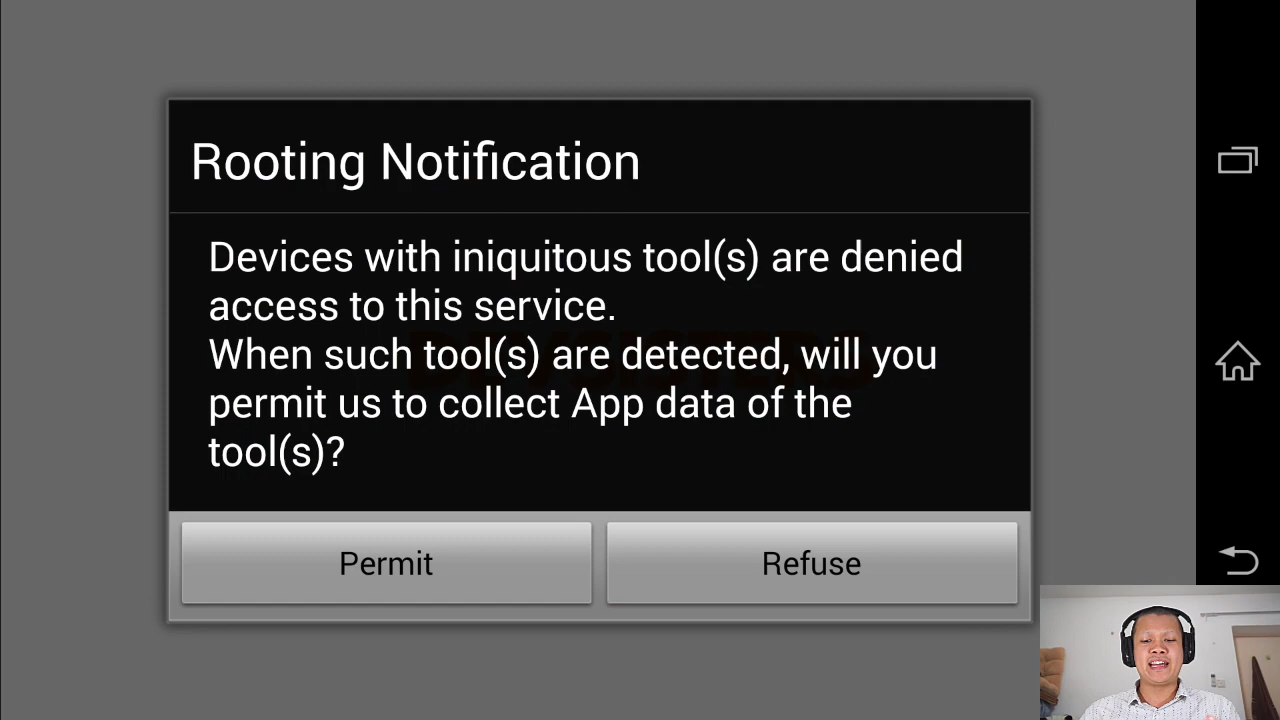 Rooting Notification
Devices with iniquitous tool(s) are denied
access to this service.
When such tool(s) are detected, will you
permit us to collect App data of the
tool(s)?
Permit
Refuse